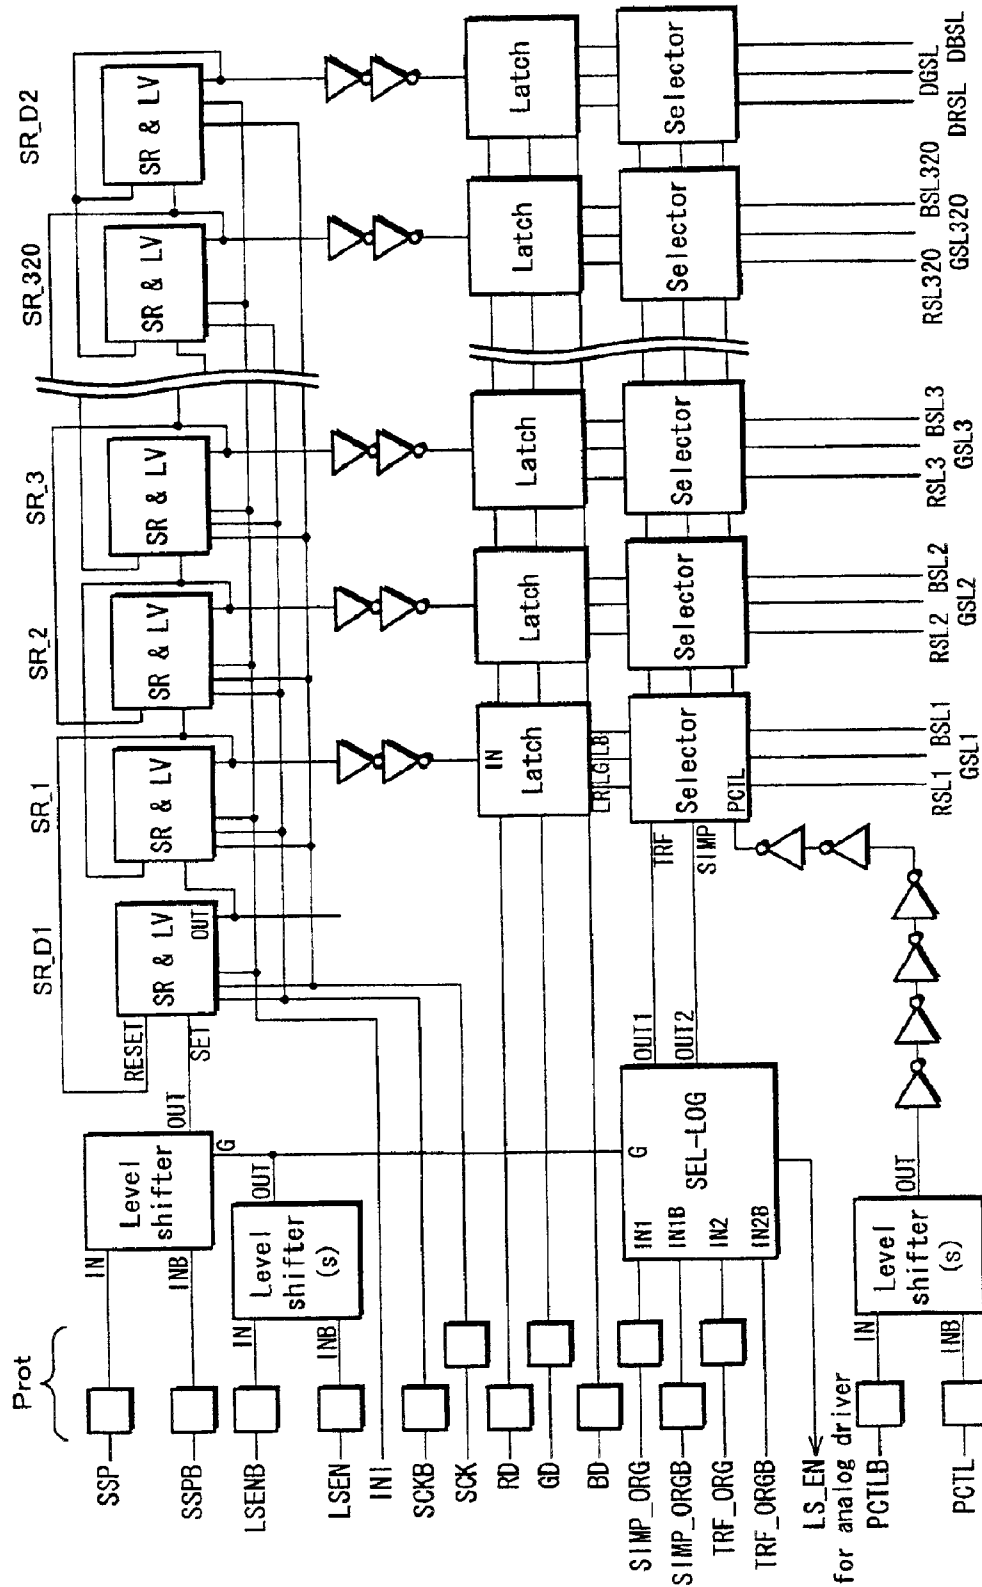 SR_D1
SR_1
SR_2
SR_3
SR_320
SR_D2
SR & LV
OUT
SR & LV
SR & LV
SR & LV
SR & LV
SR & LV
RESET
SET
Prot
SSP
IN
Level
shifter
OUT
SSPB
INB
G
LSENB
IN
Level
shifter
(s)
OUT
LSEN
INB
INI
SCKB
SCK
RD
GD
BD
IN
Latch
Latch
Latch
Latch
Latch
Latch
LR
LG
LB
SIMP_ORG
SIMP_ORGB
TRF_ORG
TRF_ORGB
IN1
IN1B
IN2
IN2B
G
SEL-LOG
OUT1
OUT2
TRF
SIMP
PCTL
Selector
Selector
Selector
Selector
Selector
Selector
LS_EN
for analog driver
PCTLB
IN
Level
shifter
(s)
OUT
PCTL
INB
RSL1
GSL1
BSL1
RSL2
GSL2
BSL2
RSL3
GSL3
BSL3
RSL320
GSL320
BSL320
DRSL
DGSL
DBSL